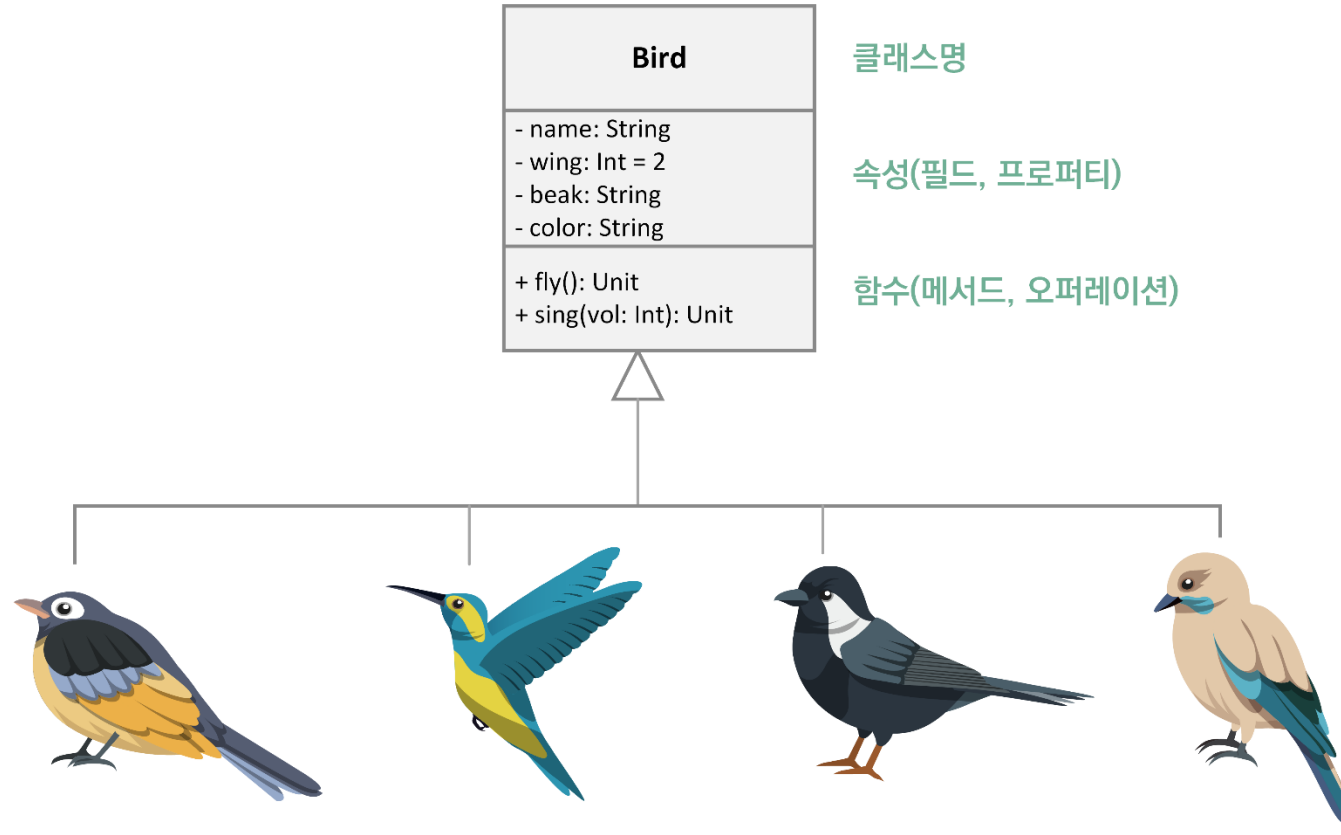 Bird
클래스명
- name: String
- wing: Int = 2
- beak: String
- color: String
속성(필드, 프로퍼티)
+ fly(): Unit
+ sing(vol: Int): Unit
함수(메서드, 오퍼레이션)